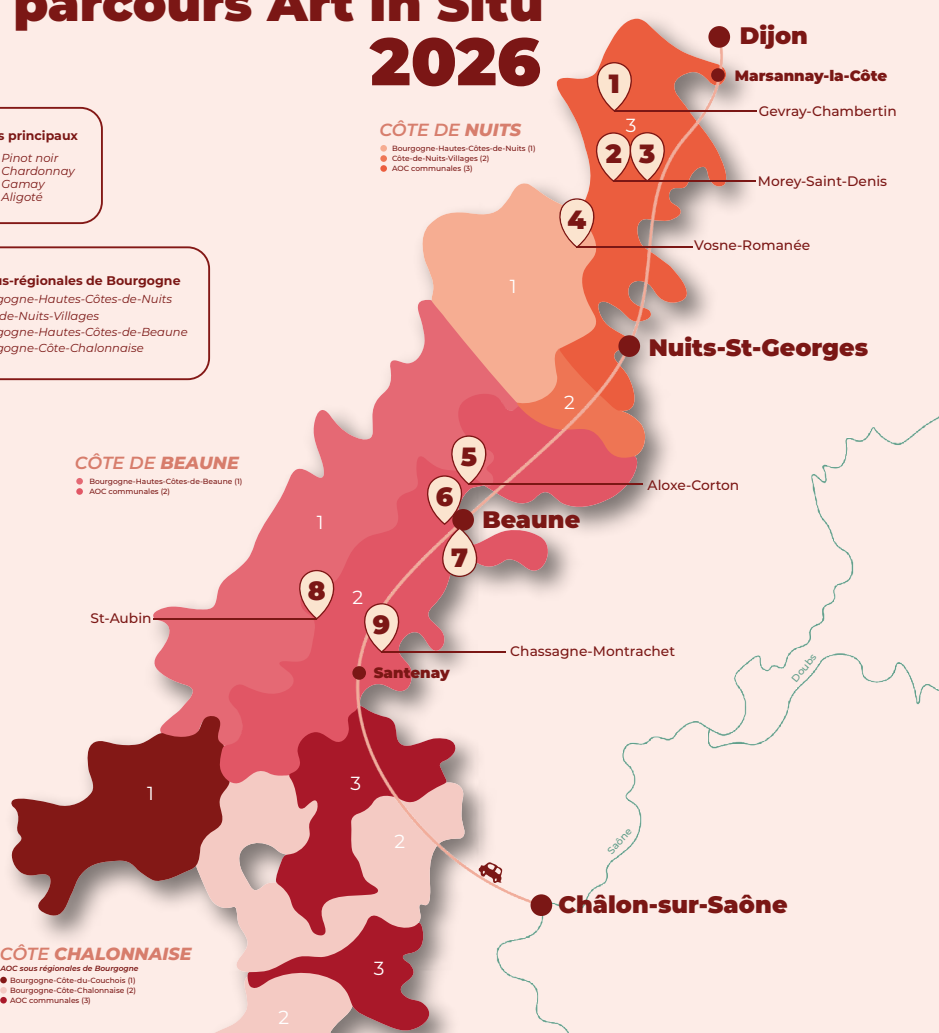 parcours Art in Situ
2026
s principaux
Pinot noir
Chardonnay
Gamay
Aligoté
us-régionales de Bourgogne
rgogne-Hautes-Côtes-de-Nuits
de-Nuits-Villages
rgogne-Hautes-Côtes-de-Beaune
rgogne-Côte-Chalonnaise
CÔTE DE NUITS
Bourgogne-Hautes-Côtes-de-Nuits (1)
Côte-de-Nuits-Villages (2)
AOC communales (3)
Dijon
Marsannay-la-Côte
1
Gevray-Chambertin
3
2 3
Morey-Saint-Denis
4
Vosne-Romanée
1
Nuits-St-Georges
2
CÔTE DE BEAUNE
Bourgogne-Hautes-Côtes-de-Beaune (1)
AOC communales (2)
5
Aloxe-Corton
6
Beaune
1
7
8
2
St-Aubin
9
Chassagne-Montrachet
Santenay
Doubs
1
3
2
Saône
Châlon-sur-Saône
CÔTE CHALONNAISE
AOC sous régionales de Bourgogne
Bourgogne-Côte-du-Couchois (1)
Bourgogne-Côte-Chalonnaise (2)
AOC communales (3)
3
2